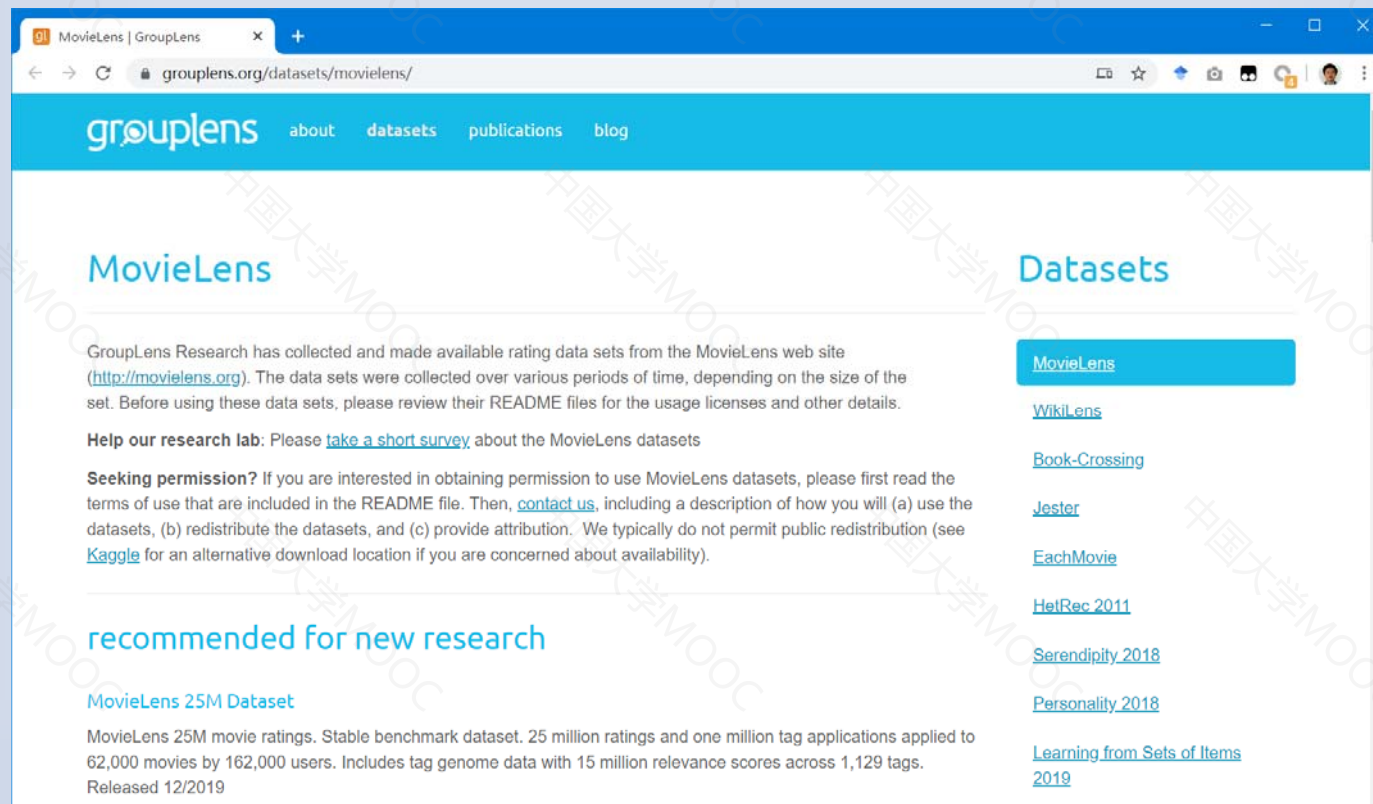 MovieLens | GroupLens
grouplens.org/datasets/movielens/
4
grouplens about datasets publications blog
MovieLens
GroupLens Research has collected and made available rating data sets from the MovieLens web site
(http://movielens.org). The data sets were collected over various periods of time, depending on the size of the
set. Before using these data sets, please review their README files for the usage licenses and other details.
Help our research lab: Please take a short survey about the MovieLens datasets
Seeking permission? If you are interested in obtaining permission to use MovieLens datasets, please first read the
terms of use that are included in the README file. Then, contact us, including a description of how you will (a) use the
datasets, (b) redistribute the datasets, and (c) provide attribution. We typically do not permit public redistribution (see
Kaggle for an alternative download location if you are concerned about availability).
recommended for new research
MovieLens 25M Dataset
MovieLens 25M movie ratings. Stable benchmark dataset. 25 million ratings and one million tag applications applied to
62,000 movies by 162,000 users. Includes tag genome data with 15 million relevance scores across 1,129 tags.
Released 12/2019
Datasets
MovieLens
WikiLens
Book-Crossing
Jester
EachMovie
HetRec 2011
Serendipity 2018
Personality 2018
Learning from Sets of Items
2019
中国大学MOOC